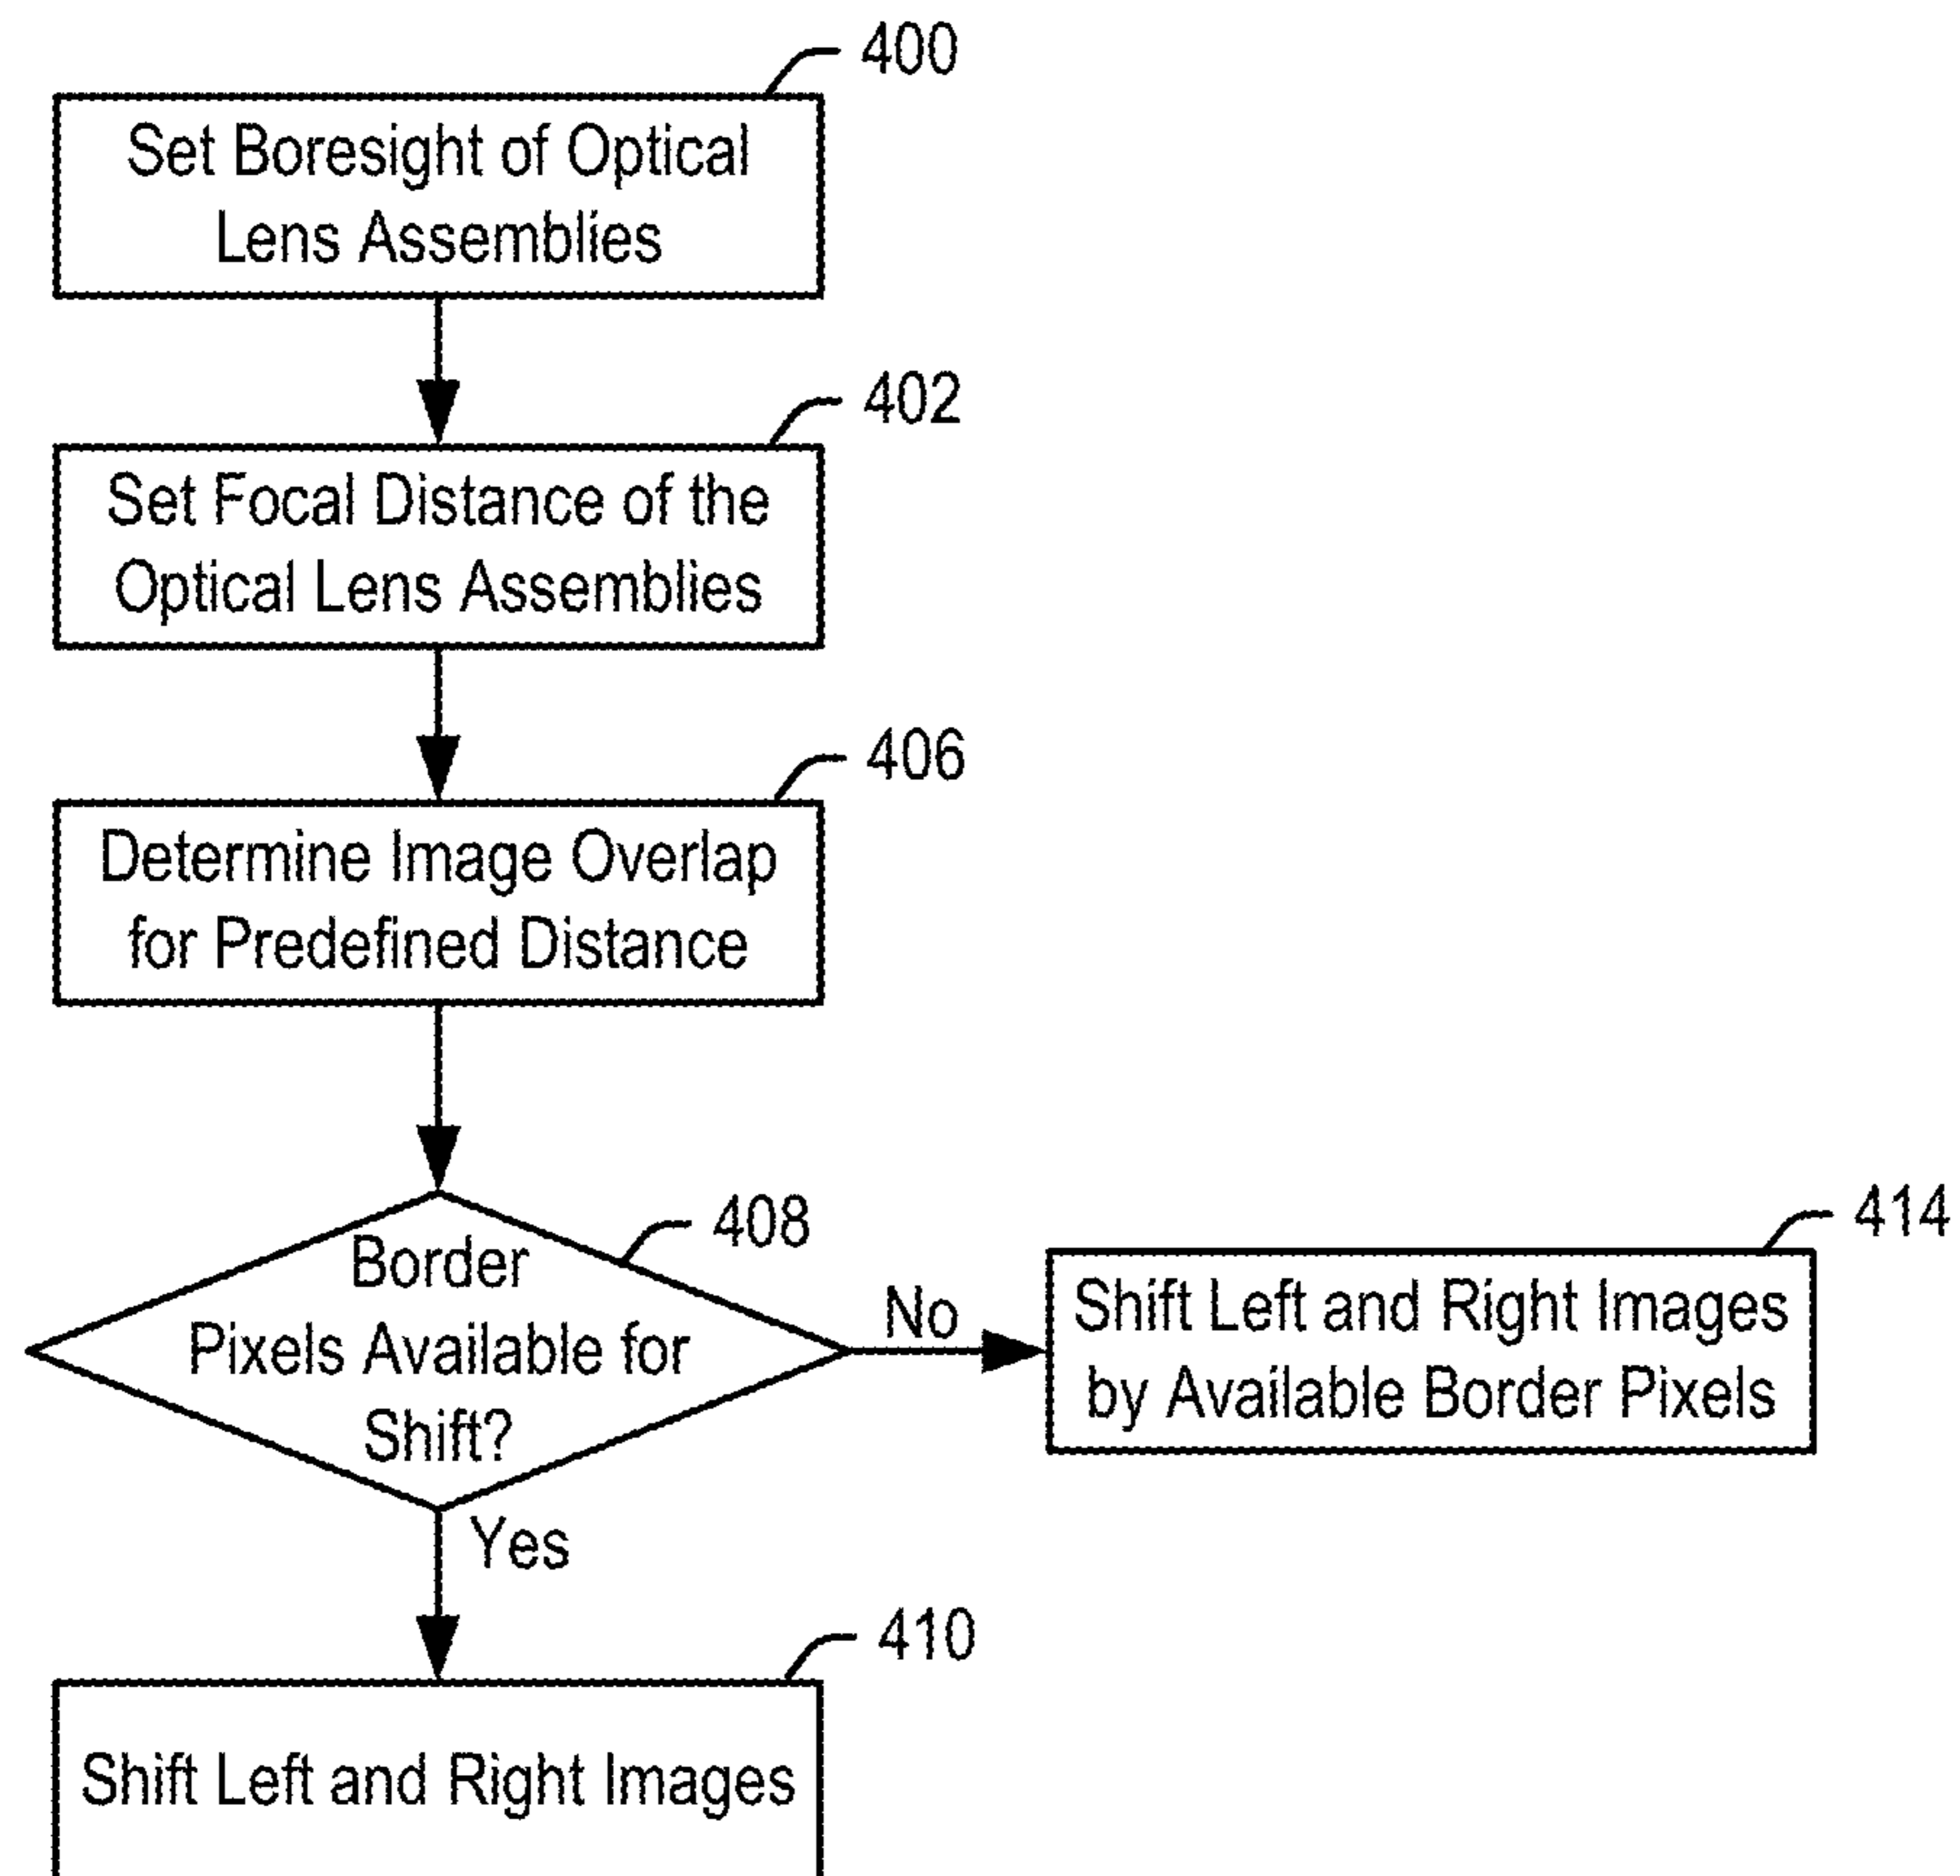 400
Set Boresight of Optical
Lens Assemblies
402
Set Focal Distance of the
Optical Lens Assemblies
406
Determine Image Overlap
for Predefined Distance
408
Border
Pixels Available for
Shift?
No
414
Shift Left and Right Images
by Available Border Pixels
Yes
410
Shift Left and Right Images